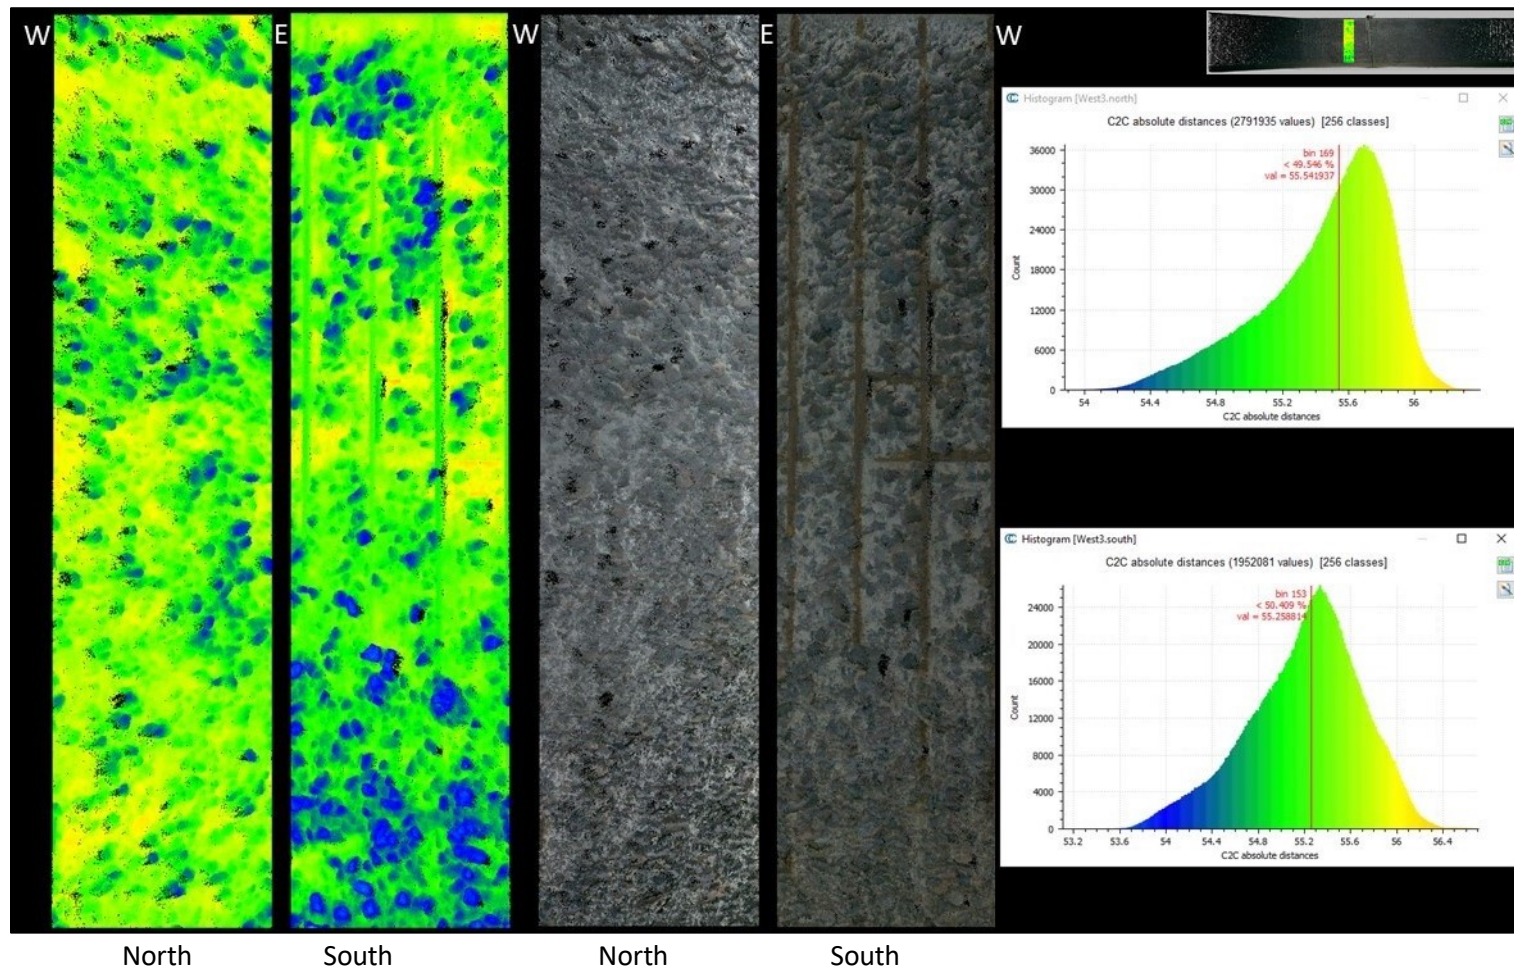 W
E
W
E
W
Histogram [West3.north]
C2C absolute distances (2791935 values) [256 classes]
bin 169
< 49.546 %
val = 55.541937
36000
30000
24000
18000
12000
6000
0
Count
54
54.4
54.8
55.2
55.6
56
C2C absolute distances
Histogram [West3.south]
C2C absolute distances (1952081 values) [256 classes]
bin 153
< 50.409 %
val = 55.258814
24000
20000
16000
12000
8000
4000
0
Count
53.2
53.6
54
54.4
54.8
55.2
55.6
56
56.4
C2C absolute distances
North
South
North
South